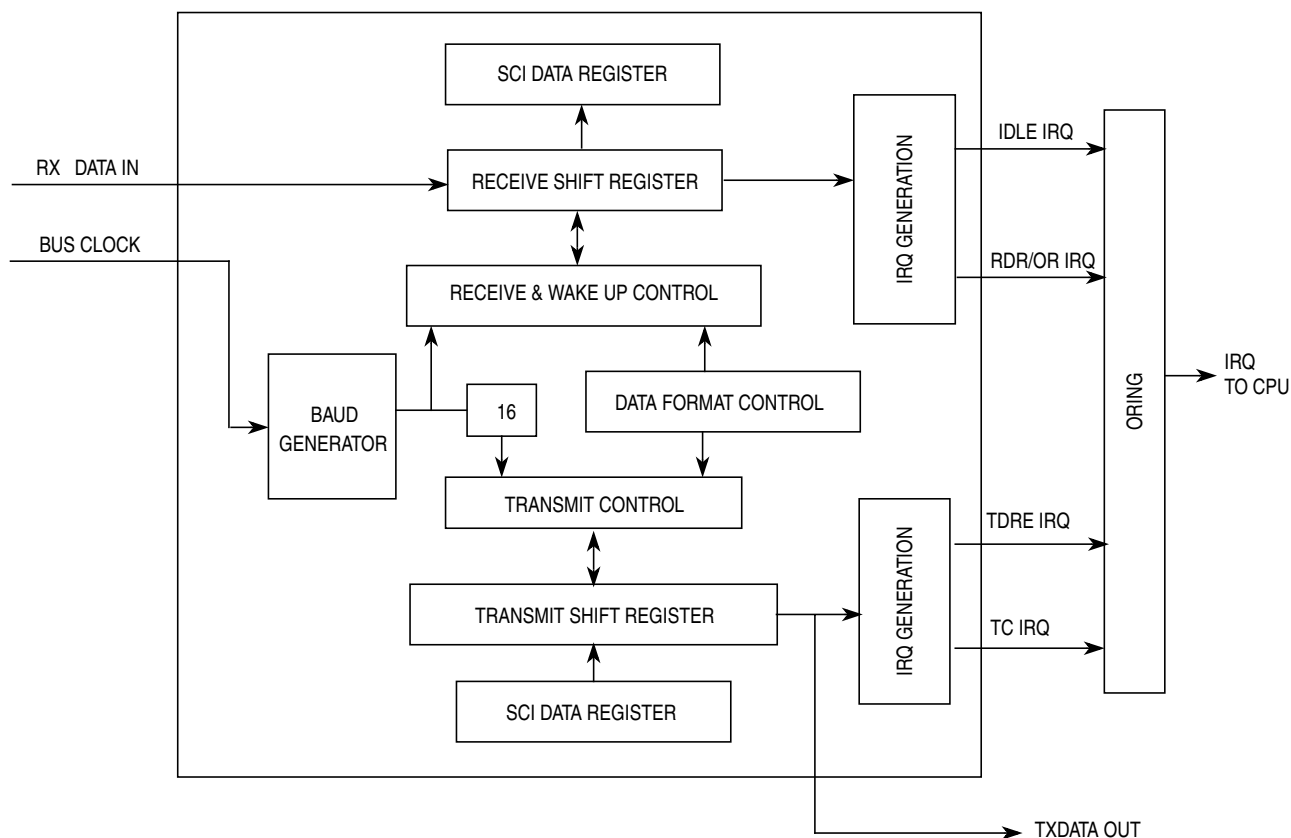 SCI DATA REGISTER
RX DATA IN
RECEIVE SHIFT REGISTER
IRQ GENERATION
IDLE IRQ
BUS CLOCK
RECEIVE & WAKE UP CONTROL
RDR/OR IRQ
BAUD
GENERATOR
16
DATA FORMAT CONTROL
ORING
IRQ
TO CPU
TRANSMIT CONTROL
TRANSMIT SHIFT REGISTER
IRQ GENERATION
TDRE IRQ
TC IRQ
SCI DATA REGISTER
TXDATA OUT